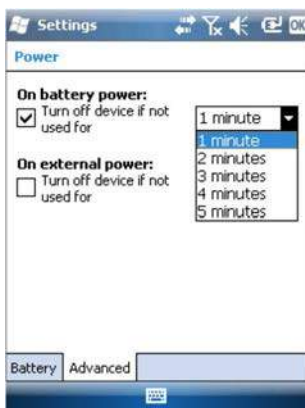 Settings
OK
Power
On battery power:
Turn off device if not
used for
1 minute
1 minute
2 minutes
3 minutes
4 minutes
5 minutes
On external power:
Turn off device if not
used for
Battery Advanced